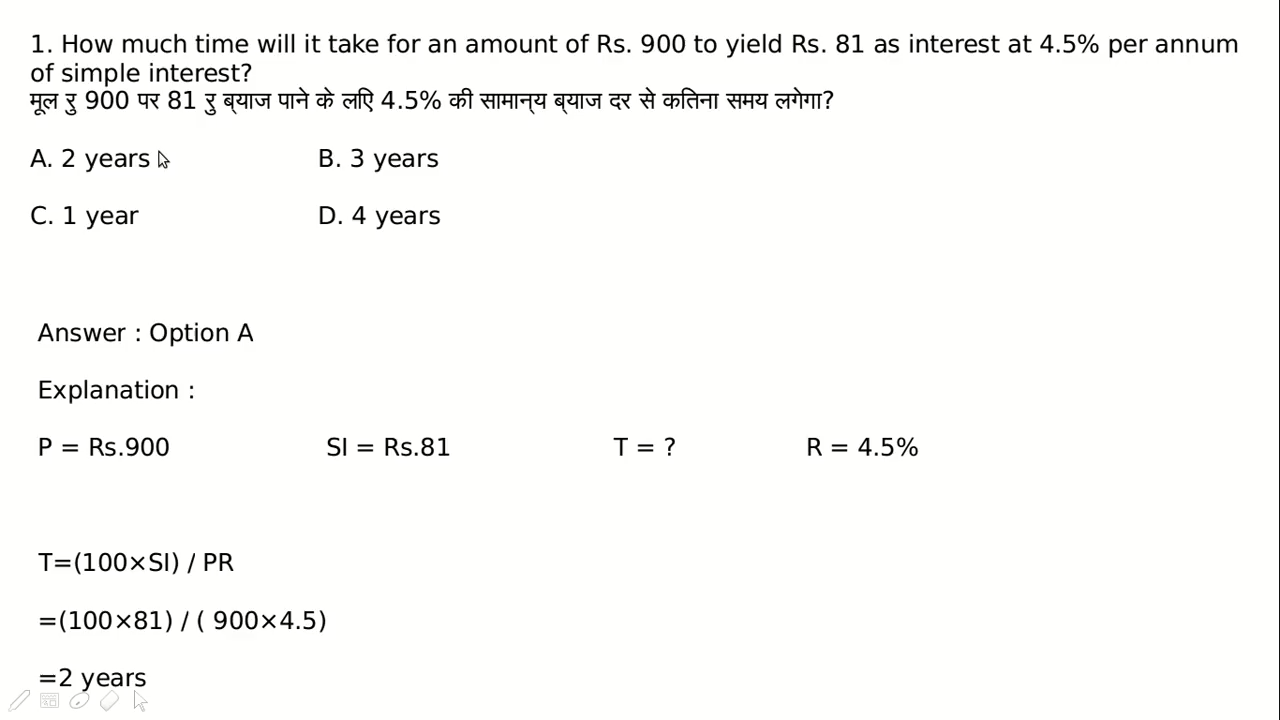 1. How much time will it take for an amount of Rs. 900 to yield Rs. 81 as interest at 4.5% per annum
of simple interest?
मूल रु 900 पर 81 रु ब्याज पाने के लिए 4.5% की सामान्य ब्याज दर से कितना समय लगेगा?
A. 2 years B. 3 years
C. 1 year D. 4 years
Answer : Option A
Explanation :
P = Rs.900 SI = Rs.81 T = ? R = 4.5%
T=(100×SI) / PR
=(100×81) / ( 900×4.5)
=2 years